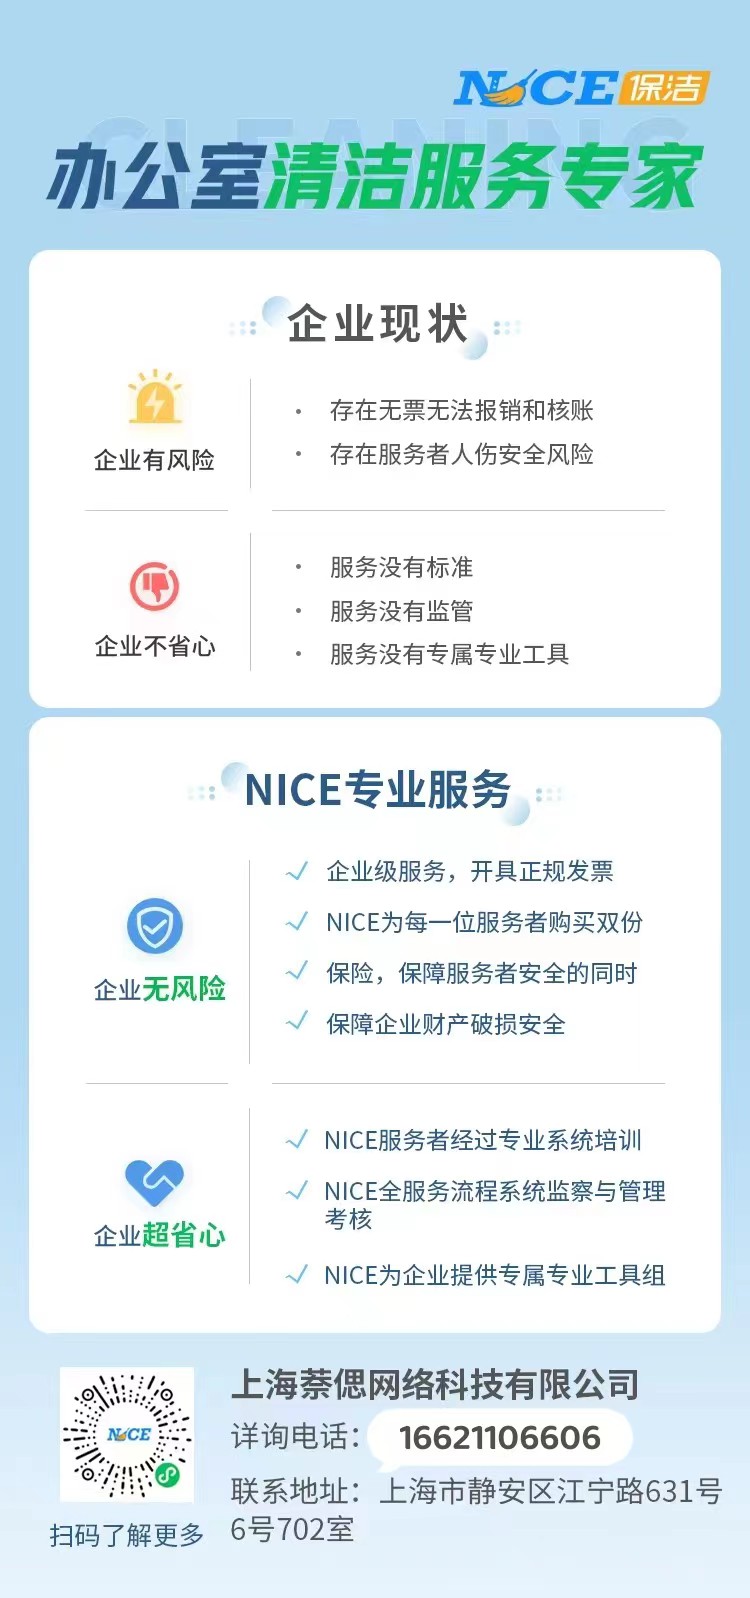 NICE保洁
CLEANING
办公室清洁服务专家
企业现状
企业有风险
· 存在无票无法报销和核账
· 存在服务者人伤安全风险
企业不省心
· 服务没有标准
· 服务没有监管
· 服务没有专属专业工具
NICE专业服务
企业无风险
企业级服务，开具正规发票
NICE为每一位服务者购买双份
保险，保障服务者安全的同时
保障企业财产破损安全
企业超省心
NICE服务者经过专业系统培训
NICE全服务流程系统监察与管理
考核
NICE为企业提供专属专业工具组
NICE
扫码了解更多
上海萘偲网络科技有限公司
详询电话：16621106606
联系地址：上海市静安区江宁路631号
6号702室